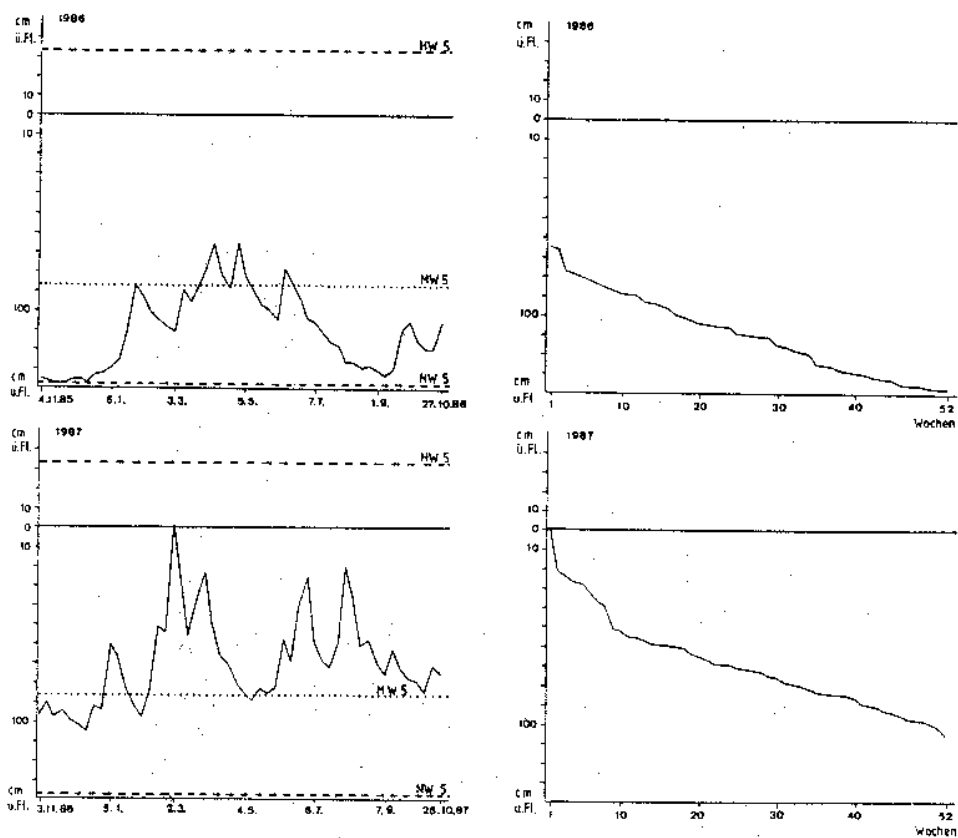 cm 1986
ü.Fl.
MW 5
10
0
10
MW 5
100
cm
u.Fl.
NW 5
4.11.85 6.1. 3.3. 5.5. 7.7. 1.9. 27.10.86
cm 1986
ü.Fl.
10
0
10
100
cm
u.Fl
1 10 20 30 40 52
Wochen
cm 1987
ü.Fl.
MW 5
10
0
10
MW 5
100
cm
u.Fl.
NW 5
3.11.86 5.1. 2.3. 4.5. 6.7. 7.9. 26.10.87
cm 1987
ü.Fl.
10
0
10
100
cm
u.Fl.
1 10 20 30 40 52
Wochen